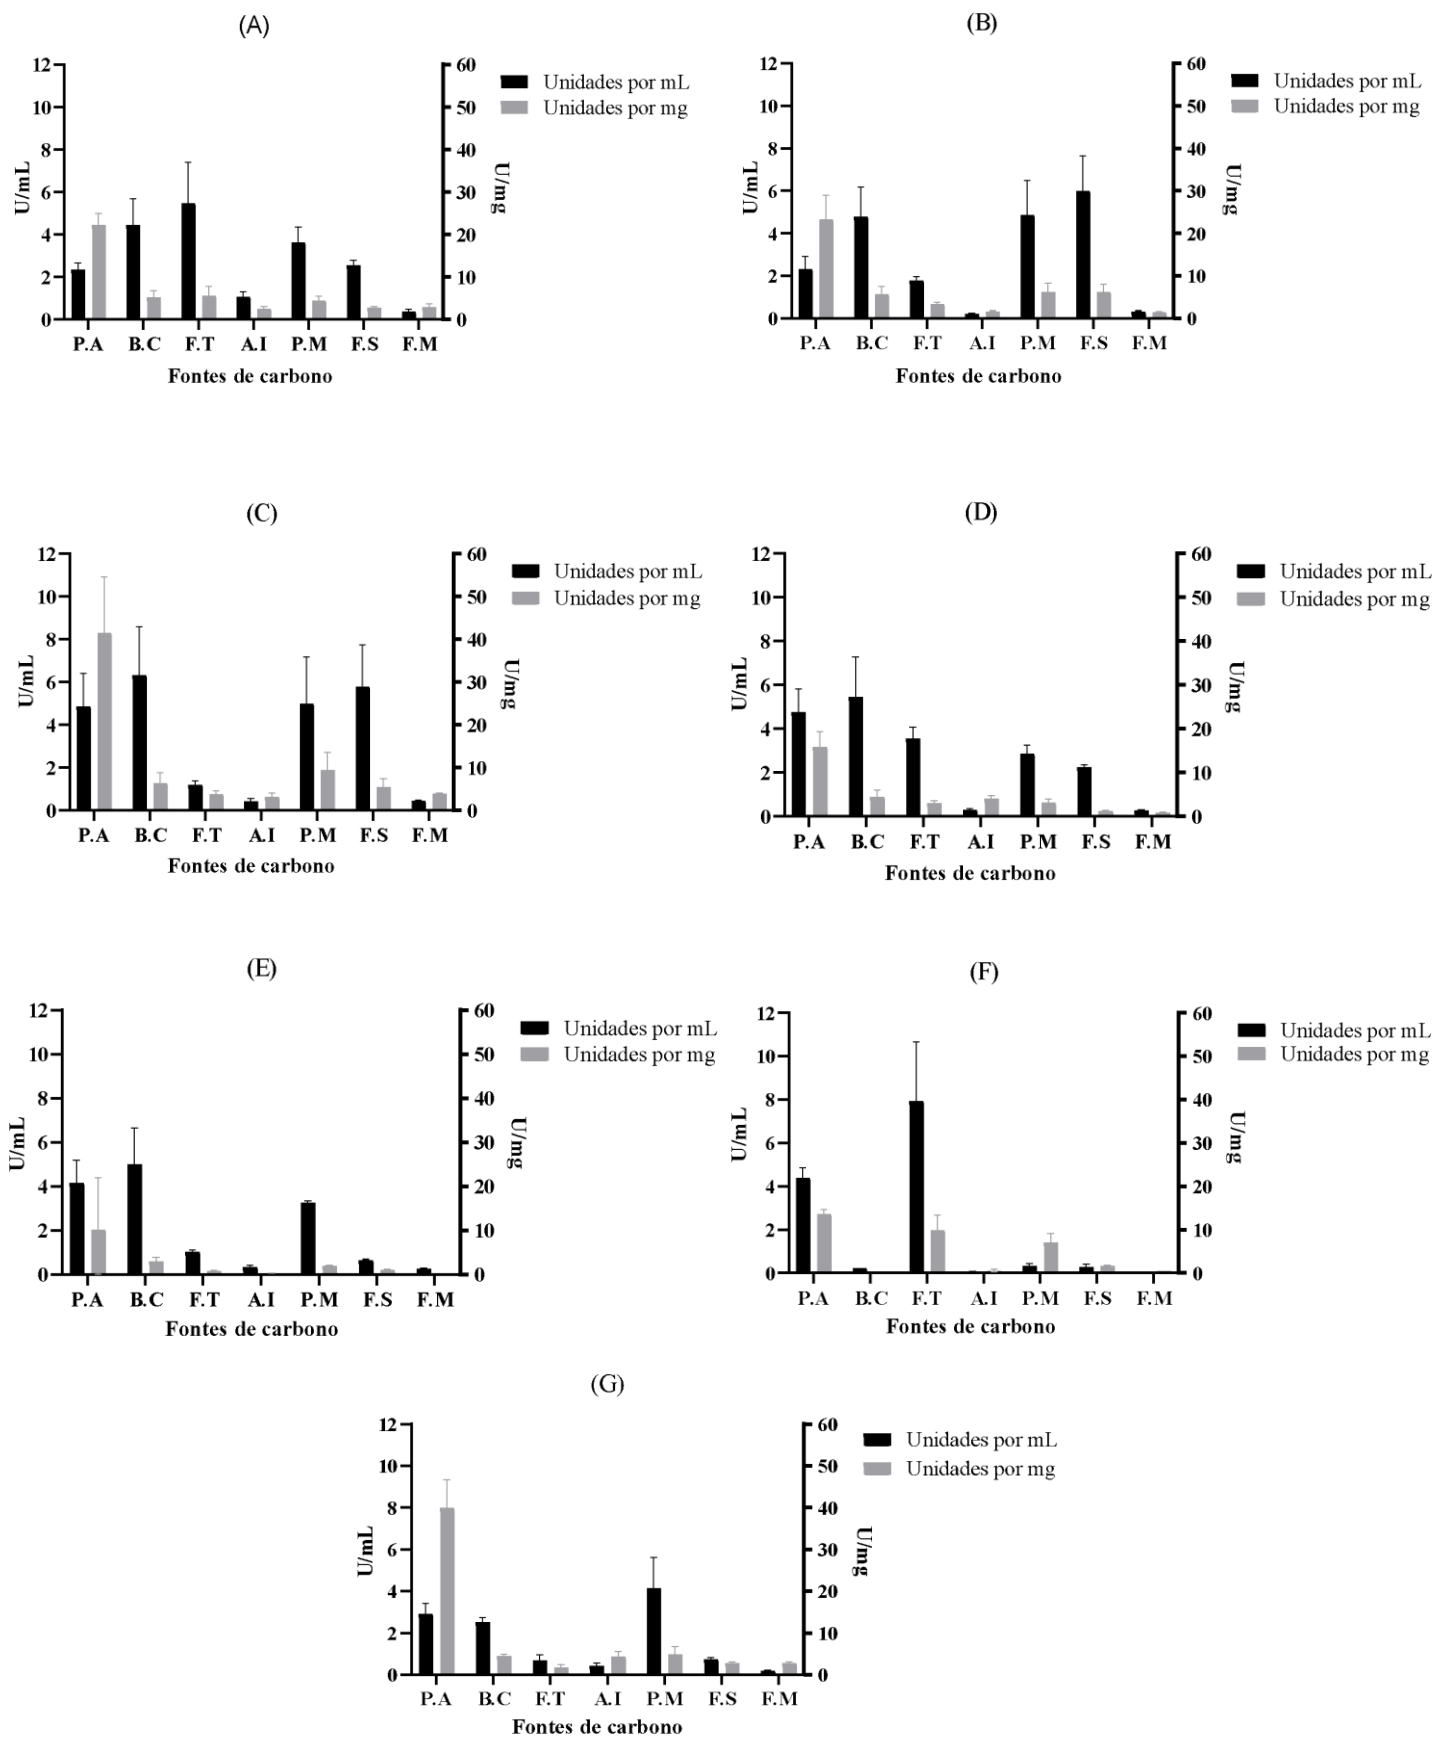 (A)
12 10 8 6 4 2 0
U/mL
60 50 40 30 20 10 0
U/mg
Unidades por mL
Unidades por mg
P.A B.C F.T A.I P.M F.S F.M
Fontes de carbono
(B)
12 10 8 6 4 2 0
U/mL
60 50 40 30 20 10 0
U/mg
Unidades por mL
Unidades por mg
P.A B.C F.T A.I P.M F.S F.M
Fontes de carbono
(C)
12 10 8 6 4 2 0
U/mL
60 50 40 30 20 10 0
U/mg
Unidades por mL
Unidades por mg
P.A B.C F.T A.I P.M F.S F.M
Fontes de carbono
(D)
12 10 8 6 4 2 0
U/mL
60 50 40 30 20 10 0
U/mg
Unidades por mL
Unidades por mg
P.A B.C F.T A.I P.M F.S F.M
Fontes de carbono
(E)
12 10 8 6 4 2 0
U/mL
60 50 40 30 20 10 0
U/mg
Unidades por mL
Unidades por mg
P.A B.C F.T A.I P.M F.S F.M
Fontes de carbono
(F)
12 10 8 6 4 2 0
U/mL
60 50 40 30 20 10 0
U/mg
Unidades por mL
Unidades por mg
P.A B.C F.T A.I P.M F.S F.M
Fontes de carbono
(G)
12 10 8 6 4 2 0
U/mL
60 50 40 30 20 10 0
U/mg
Unidades por mL
Unidades por mg
P.A B.C F.T A.I P.M F.S F.M
Fontes de carbono